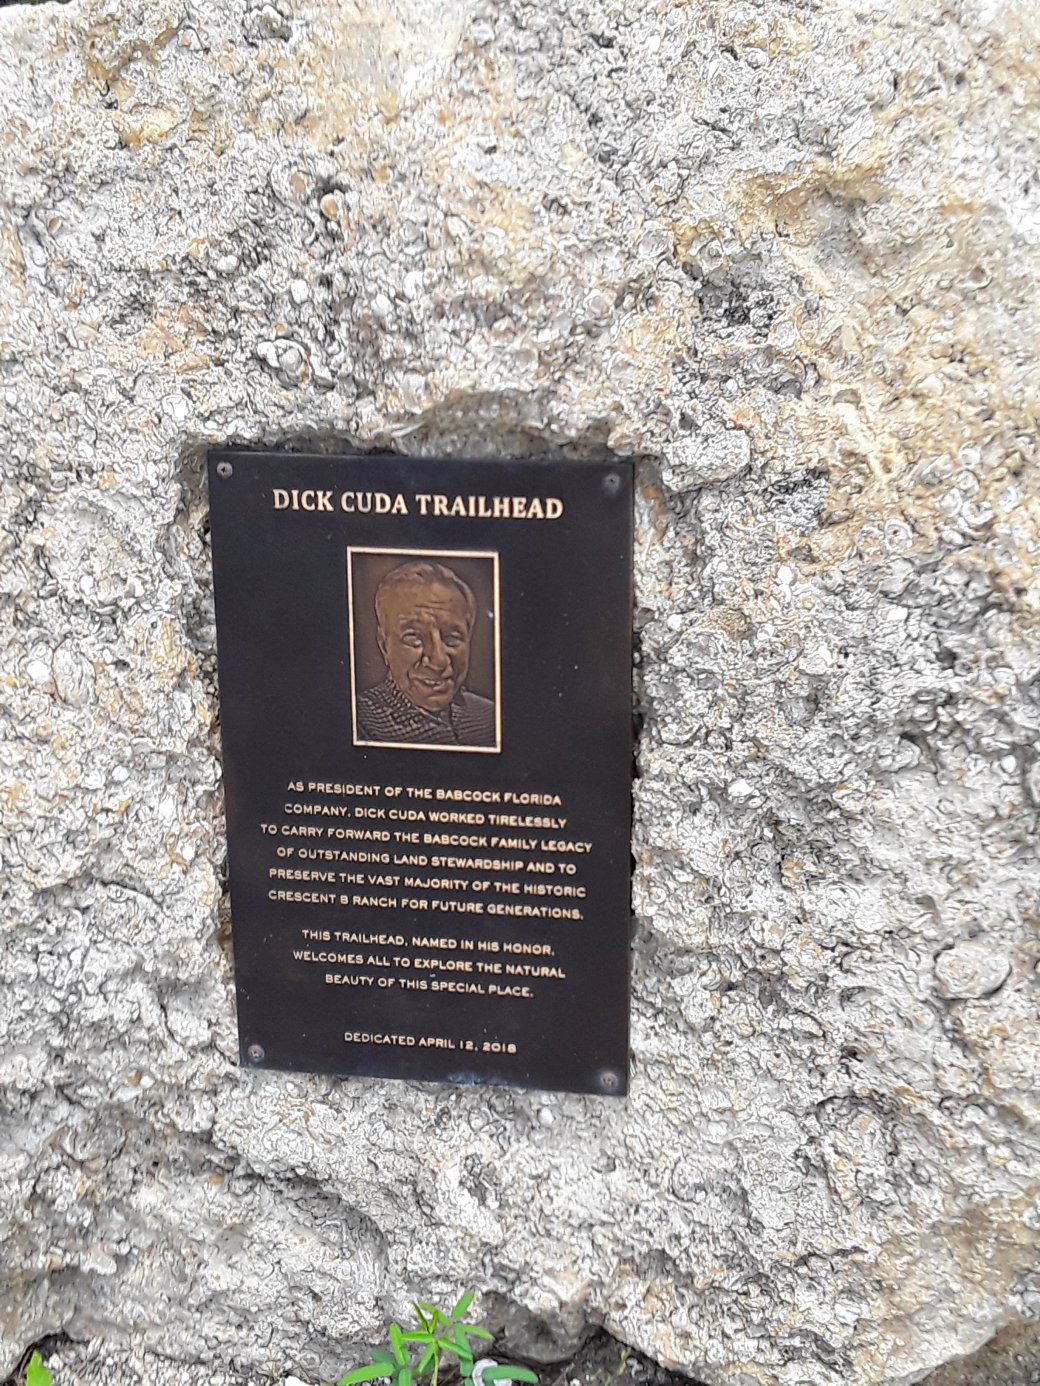 DICK CUDA TRAILHEAD
AS PRESIDENT OF THE BABCOCK FLORIDA
COMPANY, DICK CUDA WORKED TIRELESSLY
TO CARRY FORWARD THE BABCOCK FAMILY LEGACY
OF OUTSTANDING LAND STEWARDSHIP AND TO
PRESERVE THE VAST MAJORITY OF THE HISTORIC
CRESCENT B RANCH FOR FUTURE GENERATIONS.
THIS TRAILHEAD, NAMED IN HIS HONOR,
WELCOMES ALL TO EXPLORE THE NATURAL
BEAUTY OF THIS SPECIAL PLACE.
DEDICATED APRIL 12, 2018